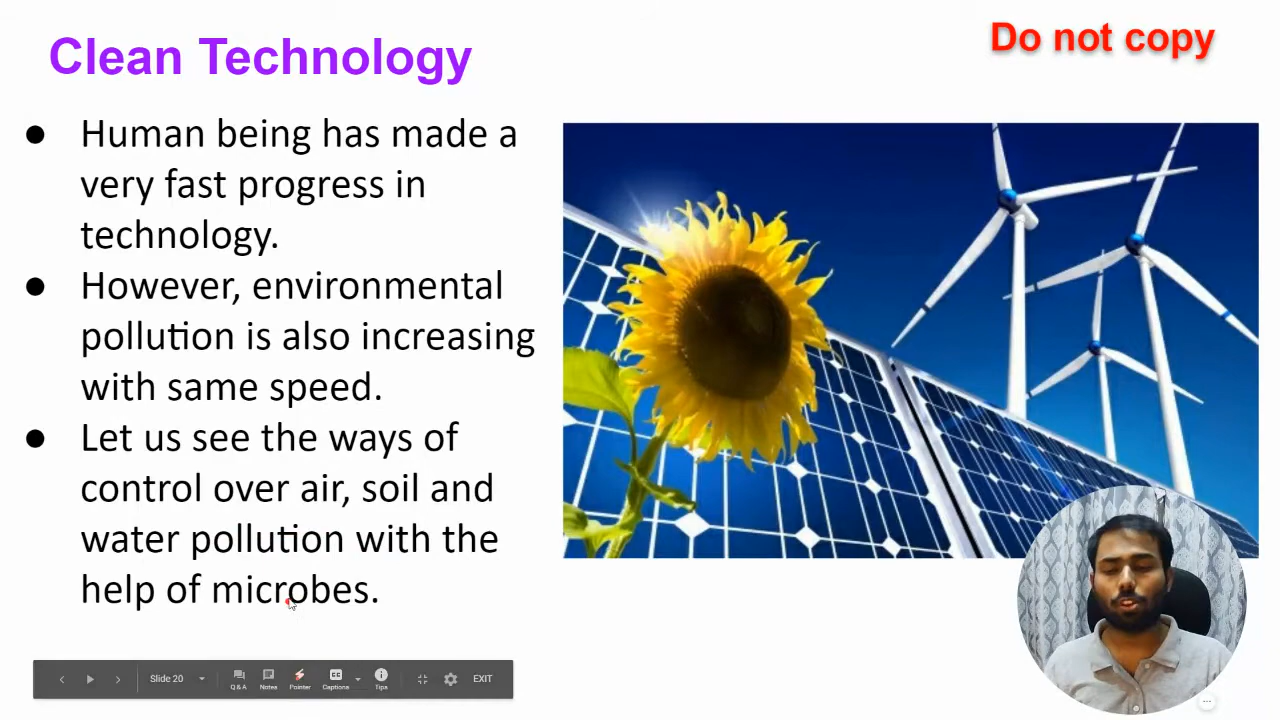 Clean Technology
Do not copy
● Human being has made a
very fast progress in
technology.
● However, environmental
pollution is also increasing
with same speed.
● Let us see the ways of
control over air, soil and
water pollution with the
help of microbes.
Slide 20
Q & A
Notes
Pointer
CC
Captions
Tips
EXIT